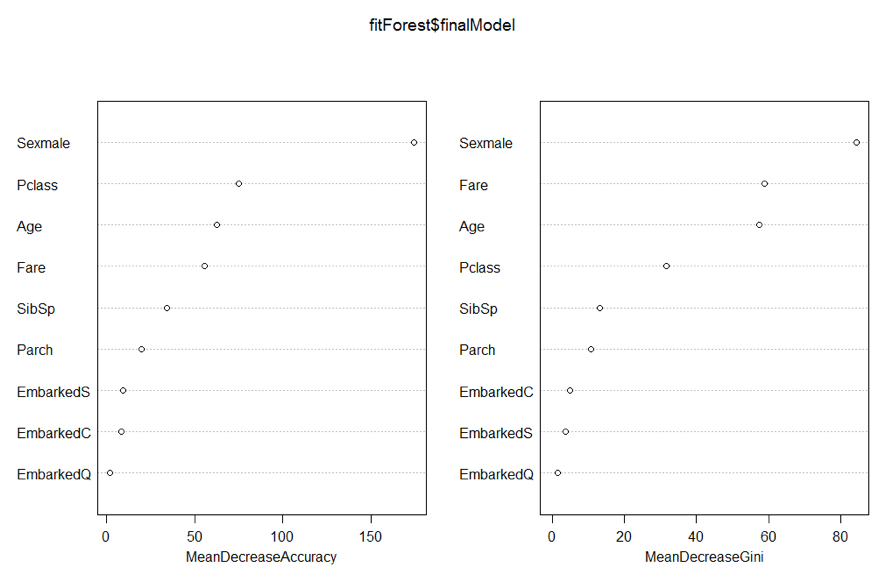 fitForest$finalModel
Sexmale
Pclass
Age
Fare
SibSp
Parch
EmbarkedS
EmbarkedC
EmbarkedQ
0 50 100 150
MeanDecreaseAccuracy
Sexmale
Fare
Age
Pclass
SibSp
Parch
EmbarkedC
EmbarkedS
EmbarkedQ
0 20 40 60 80
MeanDecreaseGini